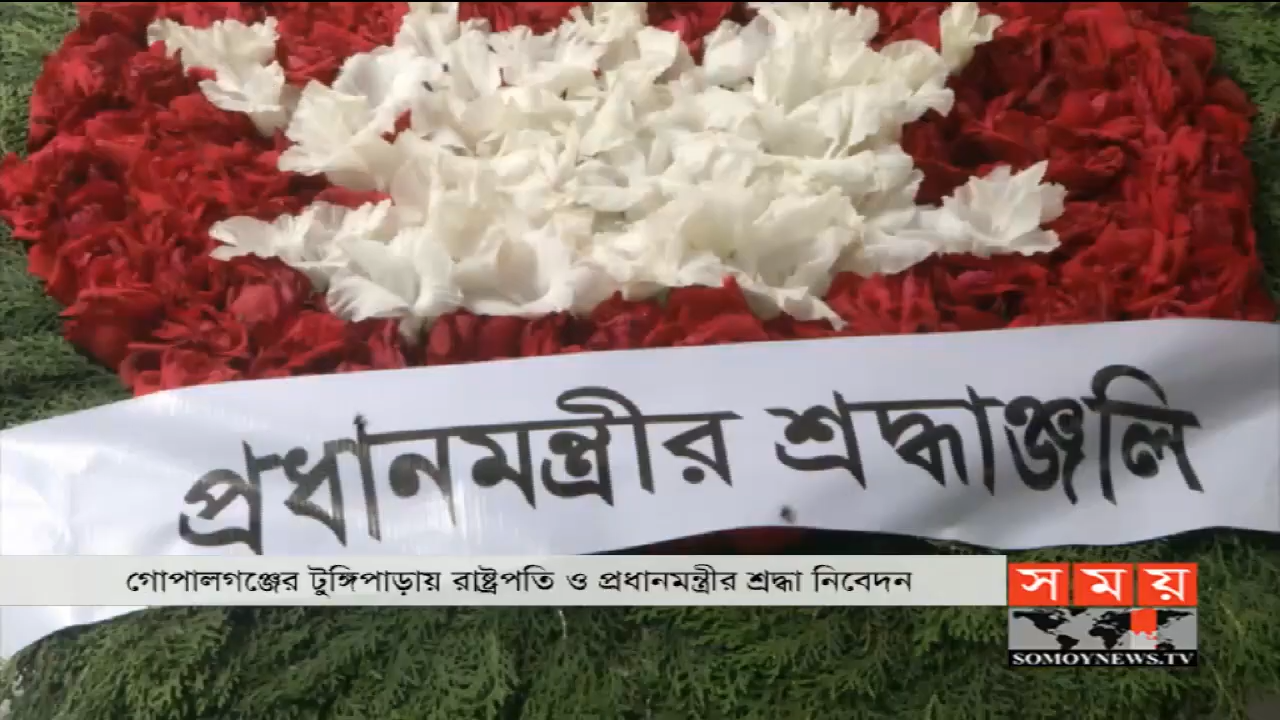 প্রধানমন্ত্রীর শ্রদ্ধাঞ্জলি
গোপালগঞ্জের টুঙ্গিপাড়ায় রাষ্ট্রপতি ও প্রধানমন্ত্রীর শ্রদ্ধা নিবেদন
সময়
SOMOYNEWS.TV